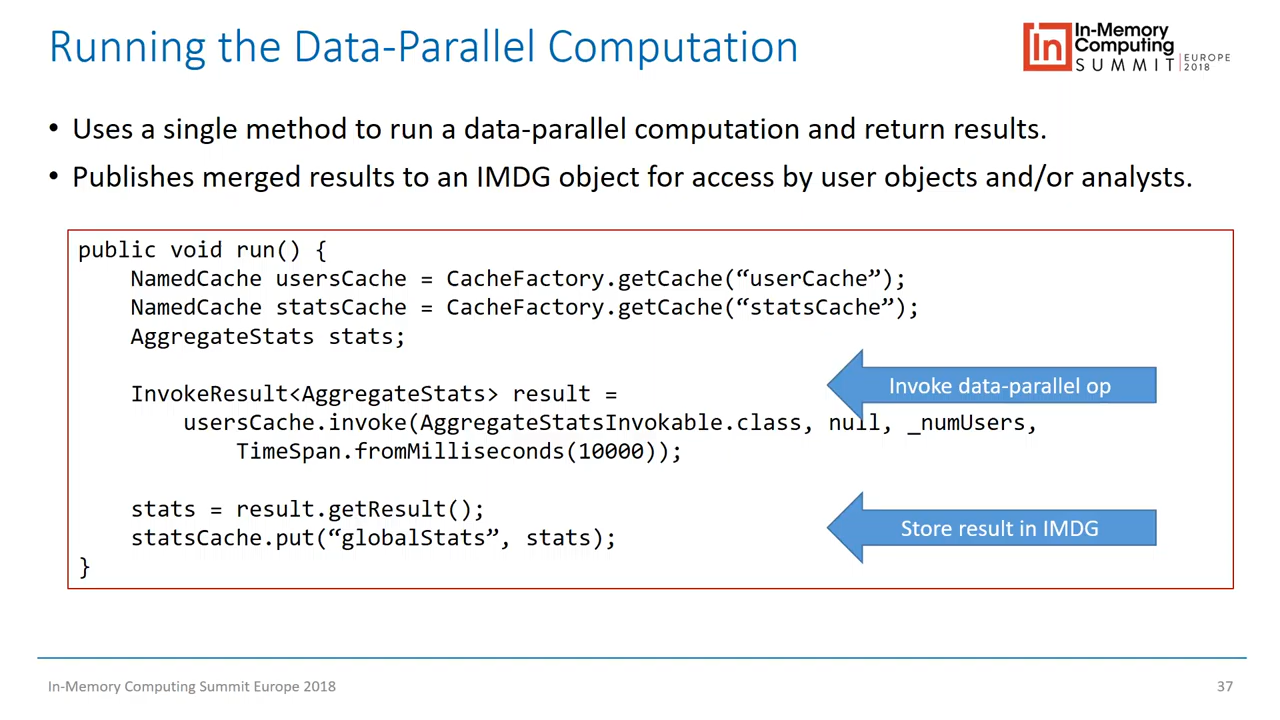 Running the Data-Parallel Computation
In-Memory
Computing
SUMMIT EUROPE 2018
• Uses a single method to run a data-parallel computation and return results.
• Publishes merged results to an IMDG object for access by user objects and/or analysts.
public void run() {
    NamedCache usersCache = CacheFactory.getCache(“userCache”);
    NamedCache statsCache = CacheFactory.getCache(“statsCache”);
    AggregateStats stats;
    InvokeResult<AggregateStats> result =
        usersCache.invoke(AggregateStatsInvokable.class, null, _numUsers,
            TimeSpan.fromMilliseconds(10000));
    stats = result.getResult();
    statsCache.put(“globalStats”, stats);
}
Invoke data-parallel op
Store result in IMDG
In-Memory Computing Summit Europe 2018
37